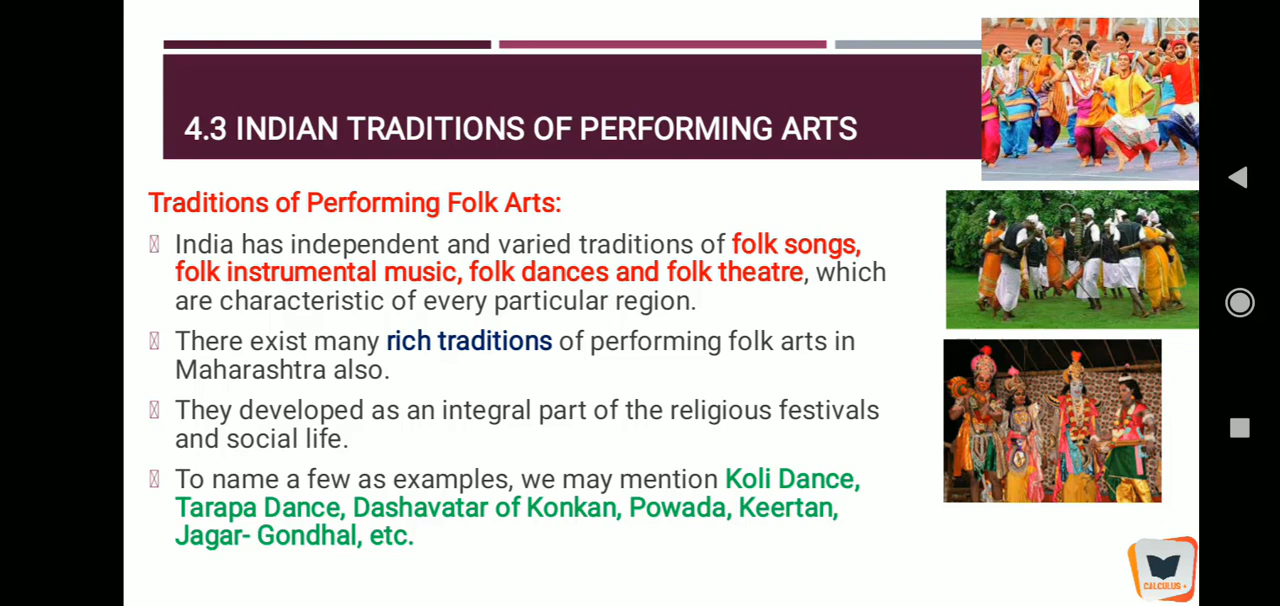 4.3 INDIAN TRADITIONS OF PERFORMING ARTS
Traditions of Performing Folk Arts:
India has independent and varied traditions of folk songs,
folk instrumental music, folk dances and folk theatre, which
are characteristic of every particular region.
There exist many rich traditions of performing folk arts in
Maharashtra also.
They developed as an integral part of the religious festivals
and social life.
To name a few as examples, we may mention Koli Dance,
Tarapa Dance, Dashavatar of Konkan, Powada, Keertan,
Jagar- Gondhal, etc.
CALCULUS +